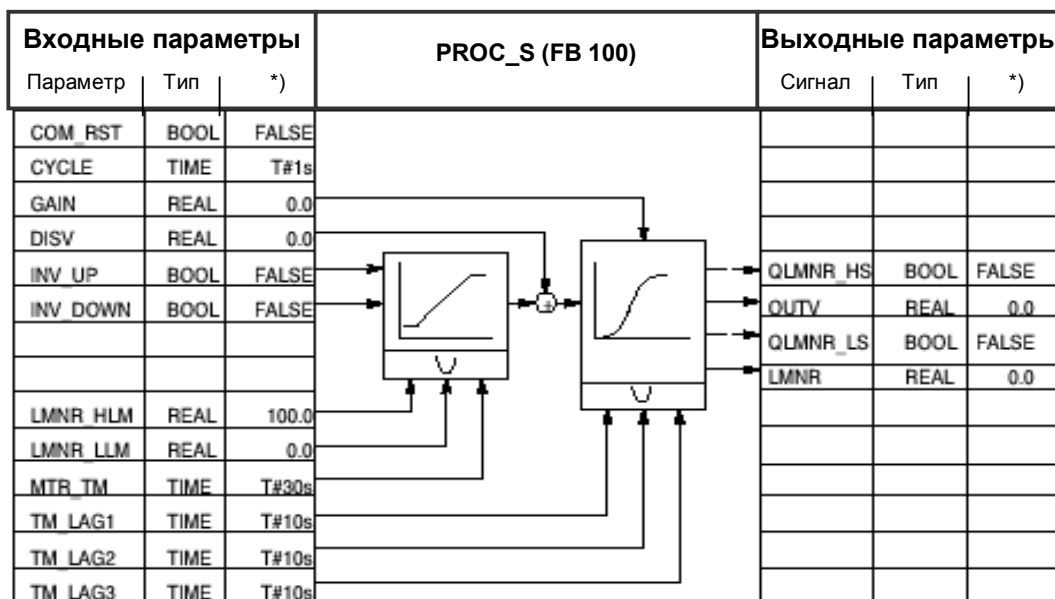 Входные параметры PROC_S (FB 100) Выходные параметры
Параметр Тип *) Сигнал Тип *)
COM_RST BOOL FALSE
CYCLE TIME T#1s
GAIN REAL 0.0
DISV REAL 0.0
INV_UP BOOL FALSE QLMNR_HS BOOL FALSE
INV_DOWN BOOL FALSE OUTV REAL 0.0
QLMNR_LS BOOL FALSE
LMNR REAL 0.0
LMNR_HLM REAL 100.0
LMNR_LLM REAL 0.0
MTR_TM TIME T#30s
TM_LAG1 TIME T#10s
TM_LAG2 TIME T#10s
TM_LAG3 TIME T#10s
+